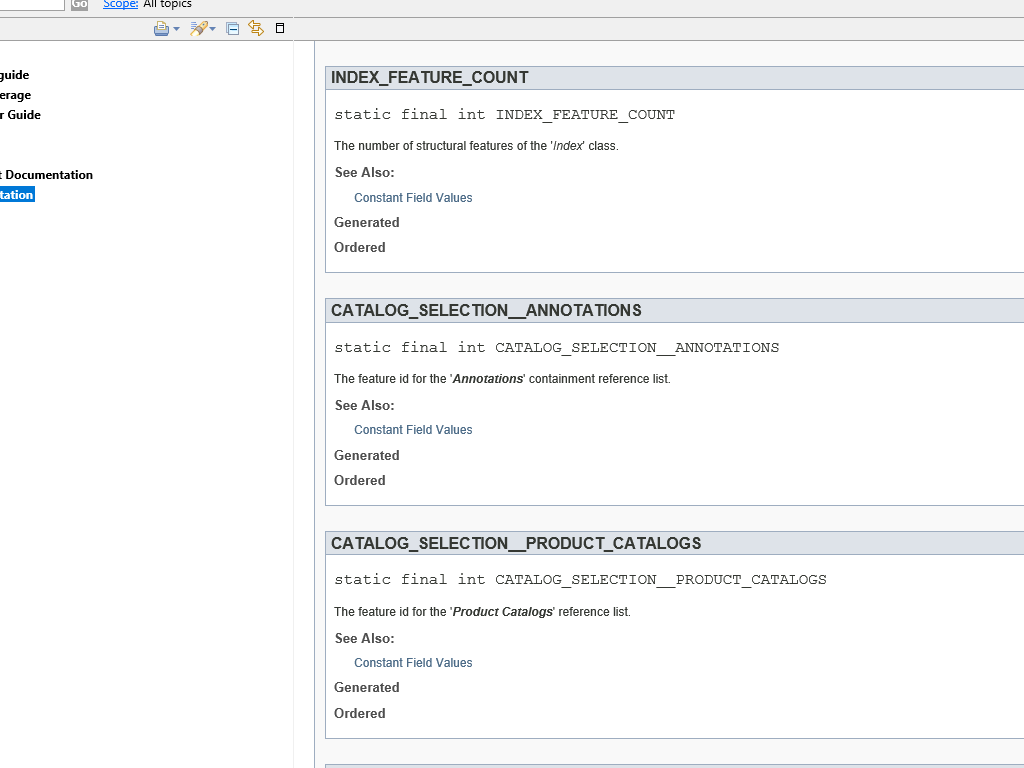 Go Scope: All topics
guide
erage
r Guide
t Documentation
tation
INDEX_FEATURE_COUNT
static final int INDEX_FEATURE_COUNT
The number of structural features of the 'Index' class.
See Also:
Constant Field Values
Generated
Ordered
CATALOG_SELECTION__ANNOTATIONS
static final int CATALOG_SELECTION__ANNOTATIONS
The feature id for the 'Annotations' containment reference list.
See Also:
Constant Field Values
Generated
Ordered
CATALOG_SELECTION__PRODUCT_CATALOGS
static final int CATALOG_SELECTION__PRODUCT_CATALOGS
The feature id for the 'Product Catalogs' reference list.
See Also:
Constant Field Values
Generated
Ordered